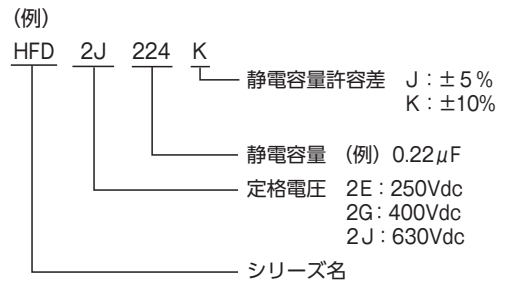 (例)
HFD 2J 224 K
静電容量許容差 J：±5%
K：±10%
静電容量 (例) 0.22μF
定格電圧 2E：250Vdc
2G：400Vdc
2J：630Vdc
シリーズ名